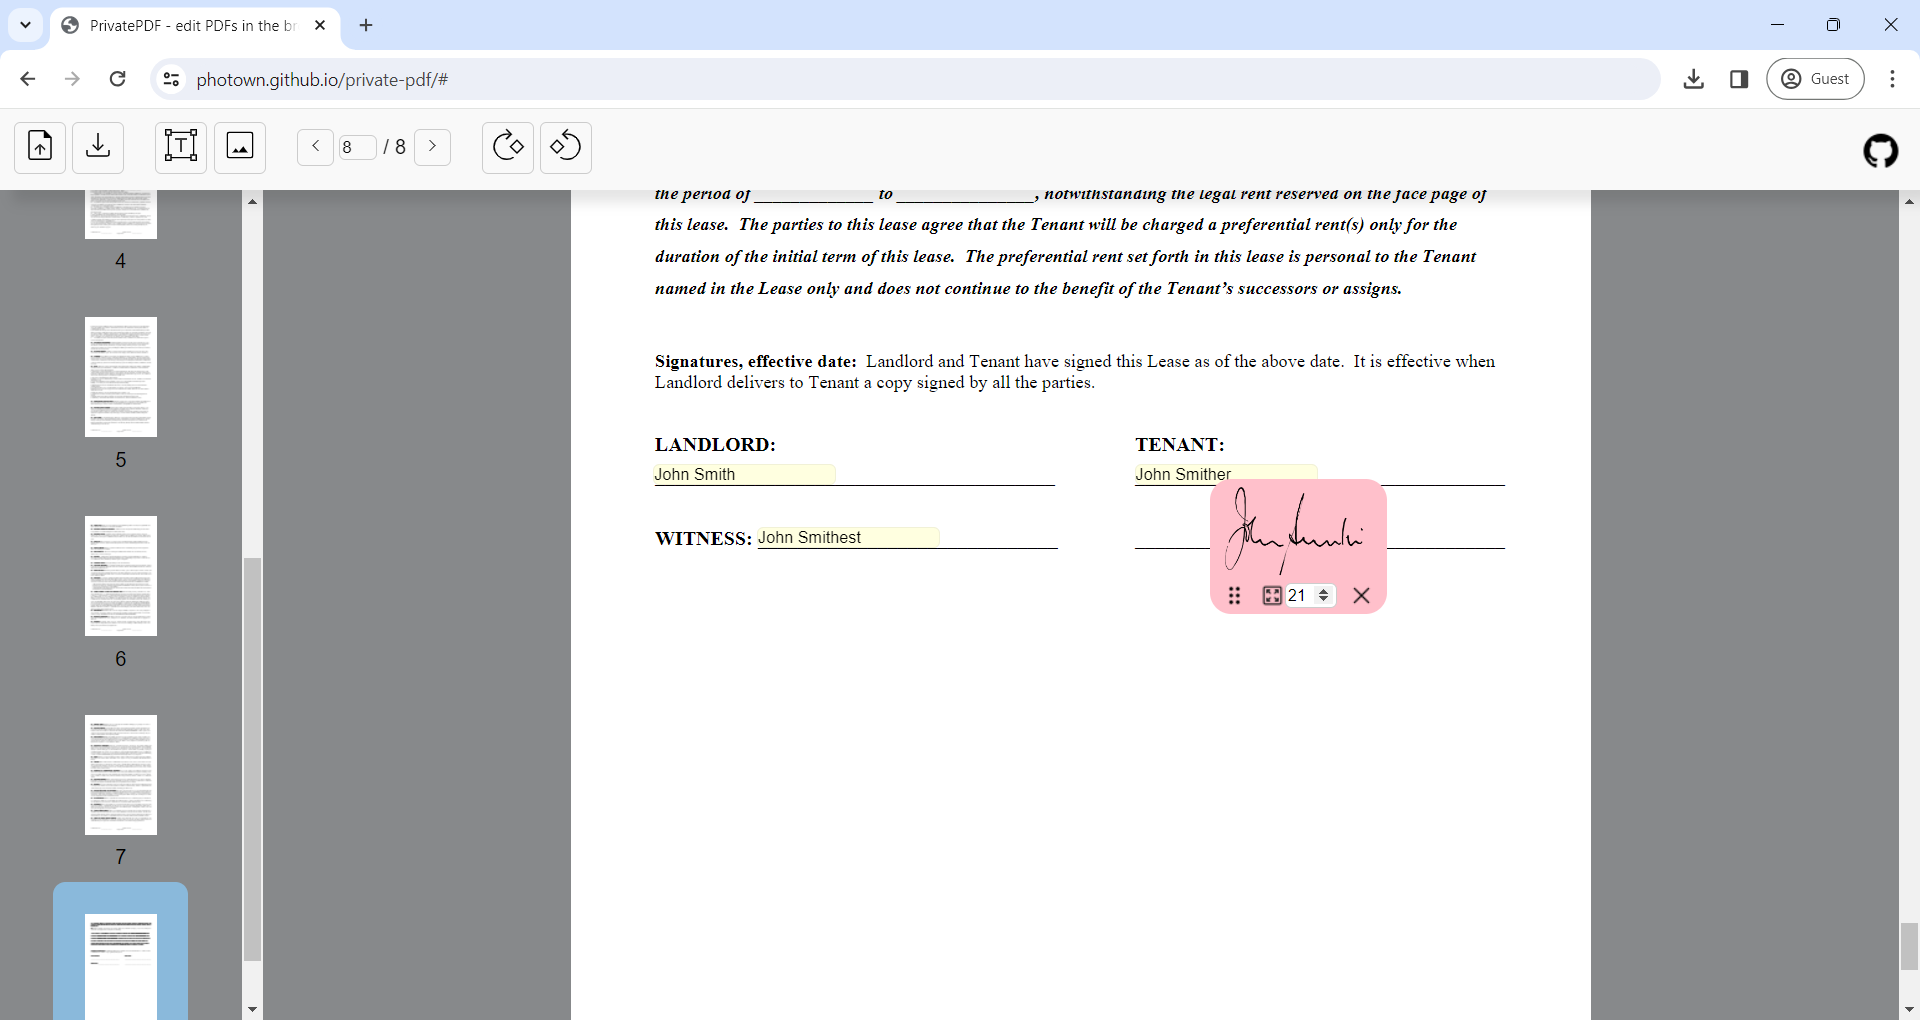 PrivatePDF - edit PDFs in the br
photown.github.io/private-pdf/#
Guest
8 / 8
4
5
6
7
the period of ______________ to ________________, notwithstanding the legal rent reserved on the face page of
this lease. The parties to this lease agree that the Tenant will be charged a preferential rent(s) only for the
duration of the initial term of this lease. The preferential rent set forth in this lease is personal to the Tenant
named in the Lease only and does not continue to the benefit of the Tenant’s successors or assigns.
Signatures, effective date: Landlord and Tenant have signed this Lease as of the above date. It is effective when
Landlord delivers to Tenant a copy signed by all the parties.
LANDLORD: TENANT:
John Smith John Smither
WITNESS: John Smithest
21